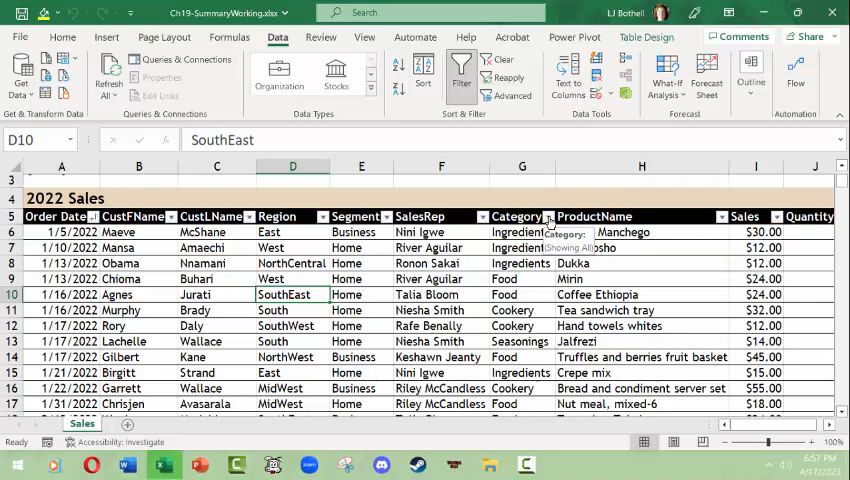 Ch19-SummaryWorking.xlsx
Search
LJ Bothell
File Home Insert Page Layout Formulas Data Review View Automate Help Power Pivot Table Design Comments Share
Get Data
Refresh All
Queries & Connections
Properties
Edit Links
Organization
Stocks
Sort
Filter
Clear
Reapply
Advanced
Text to Columns
What-If Analysis
Forecast Sheet
Outline
Flow
Get & Transform Data Queries & Connections Data Types Sort & Filter Data Tools Forecast Automation
D10 SouthEast
A B C D E F G H I J
3
4 2022 Sales
5 Order Date CustFName CustLName Region Segment SalesRep Category ProductName Sales Quantity
6 1/5/2022 Maeve McShane East Business Nini Igwe Ingredient Manchego $30.00
Category:
(Showing All)
7 1/10/2022 Mansa Amaechi West Home River Aguilar Ingredient osho $12.00
8 1/13/2022 Obama Nnamani NorthCentral Home Ronon Sakai Ingredients Dukka $12.00
9 1/13/2022 Chioma Buhari West Home River Aguilar Food Mirin $24.00
10 1/16/2022 Agnes Jurati SouthEast Home Talia Bloom Food Coffee Ethiopia $24.00
11 1/16/2022 Murphy Brady South Home Niesha Smith Cookery Tea sandwich tray $32.00
12 1/17/2022 Rory Daly SouthWest Home Rafe Benally Cookery Hand towels whites $12.00
13 1/17/2022 Lachelle Wallace South Home Niesha Smith Seasonings Jalfrezi $14.00
14 1/17/2022 Gilbert Kane NorthWest Business Keshawn Jeanty Food Truffles and berries fruit basket $45.00
15 1/21/2022 Birgitt Strand East Home Nini Igwe Ingredients Crepe mix $15.00
16 1/22/2022 Garrett Wallace MidWest Business Riley McCandless Cookery Bread and condiment server set $55.00
17 1/31/2022 Chrisjen Avasarala MidWest Home Riley McCandless Food Nut meal, mixed-6 $18.00
Sales
Ready Accessibility: Investigate 100%
6:57 PM
4/17/2023